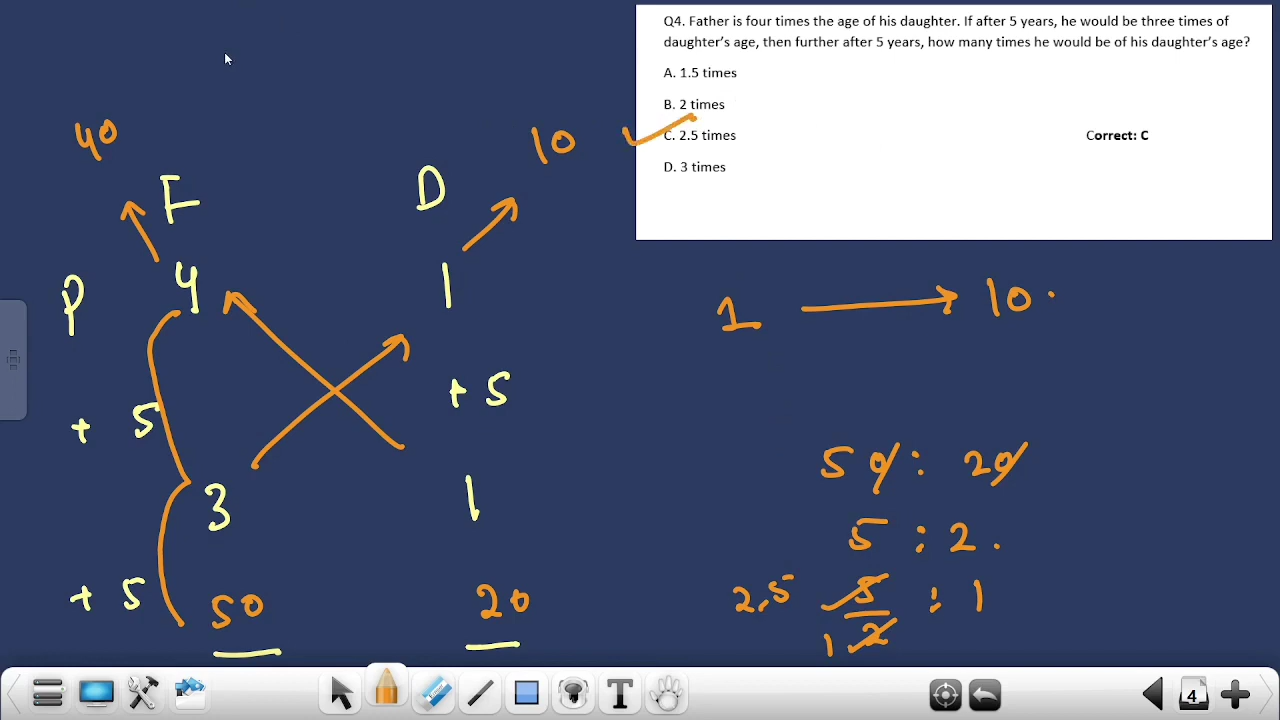 Q4. Father is four times the age of his daughter. If after 5 years, he would be three times of
daughter's age, then further after 5 years, how many times he would be of his daughter's age?
A. 1.5 times
B. 2 times
C. 2.5 times
Correct: C
D. 3 times
40
10
F
D
P
4
1
1
10
+ 5
+ 5
3
1
50 : 20
5 : 2
+ 5
50
20
2.5
5/2 : 1
1
4
T